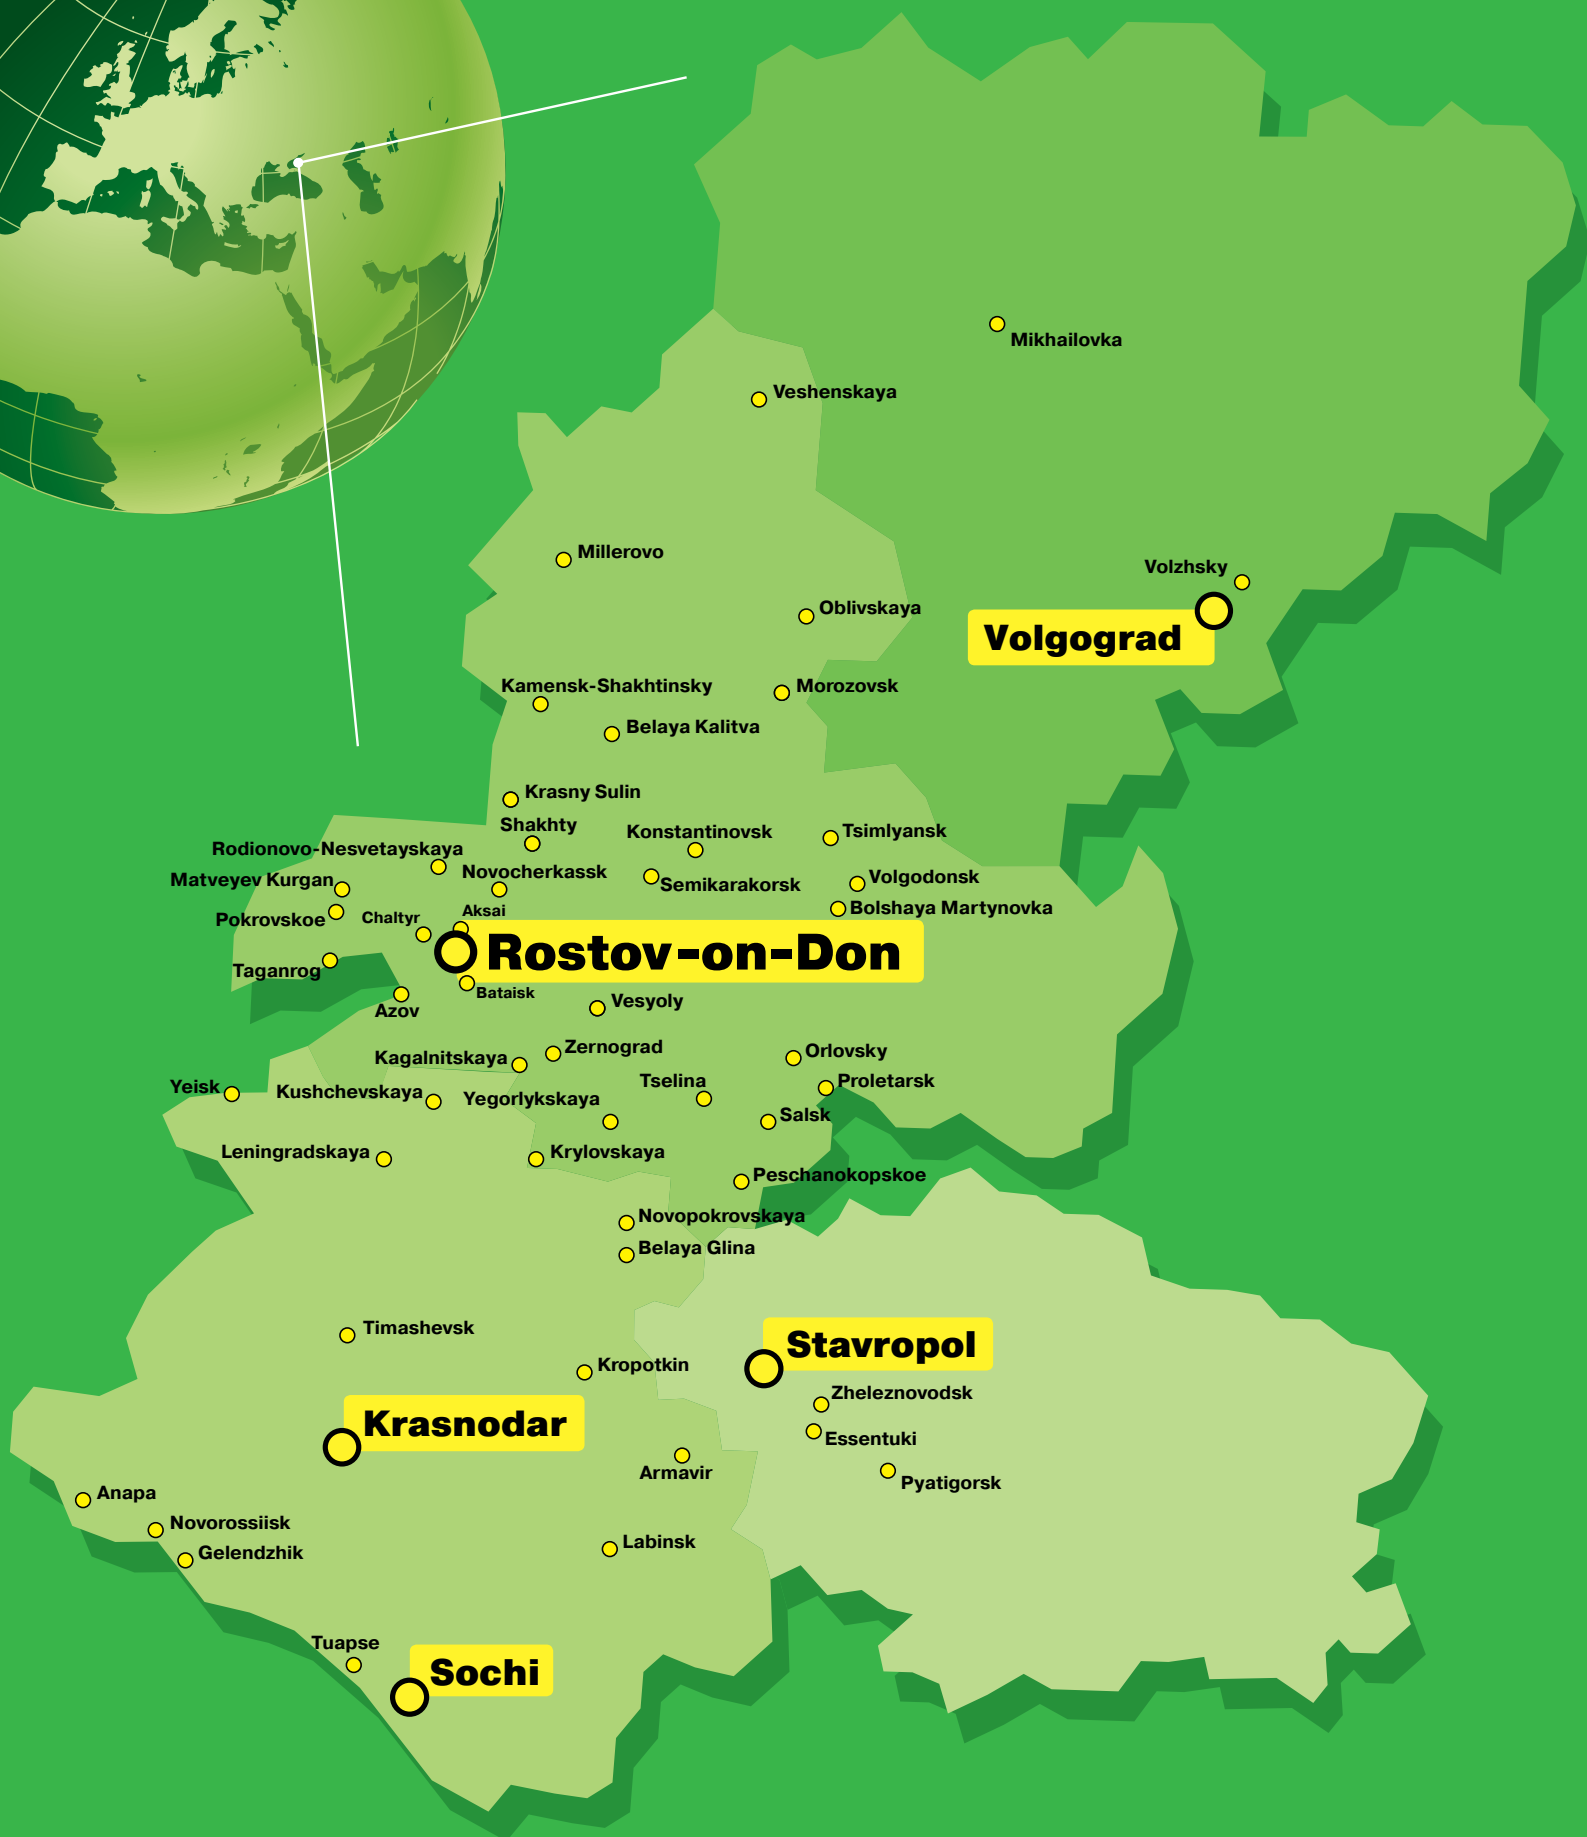 Mikhailovka
Veshenskaya
Millerovo
Volzhsky
Oblivskaya
Volgograd
Kamensk-Shakhtinsky
Morozovsk
Belaya Kalitva
Krasny Sulin
Shakhty
Konstantinovsk
Tsimlyansk
Rodionovo-Nesvetayskaya
Novocherkassk
Matveyev Kurgan
Semikarakorsk
Volgodonsk
Bolshaya Martynovka
Pokrovskoe
Chaltyr
Aksai
Rostov-on-Don
Taganrog
Bataisk
Azov
Vesyoly
Kagalnitskaya
Zernograd
Orlovsky
Yeisk
Kushchevskaya
Yegorlykskaya
Tselina
Proletarsk
Salsk
Leningradskaya
Krylovskaya
Peschanokopskoe
Novopokrovskaya
Belaya Glina
Timashevsk
Stavropol
Kropotkin
Zheleznovodsk
Krasnodar
Essentuki
Armavir
Pyatigorsk
Anapa
Novorossiisk
Labinsk
Gelendzhik
Tuapse
Sochi